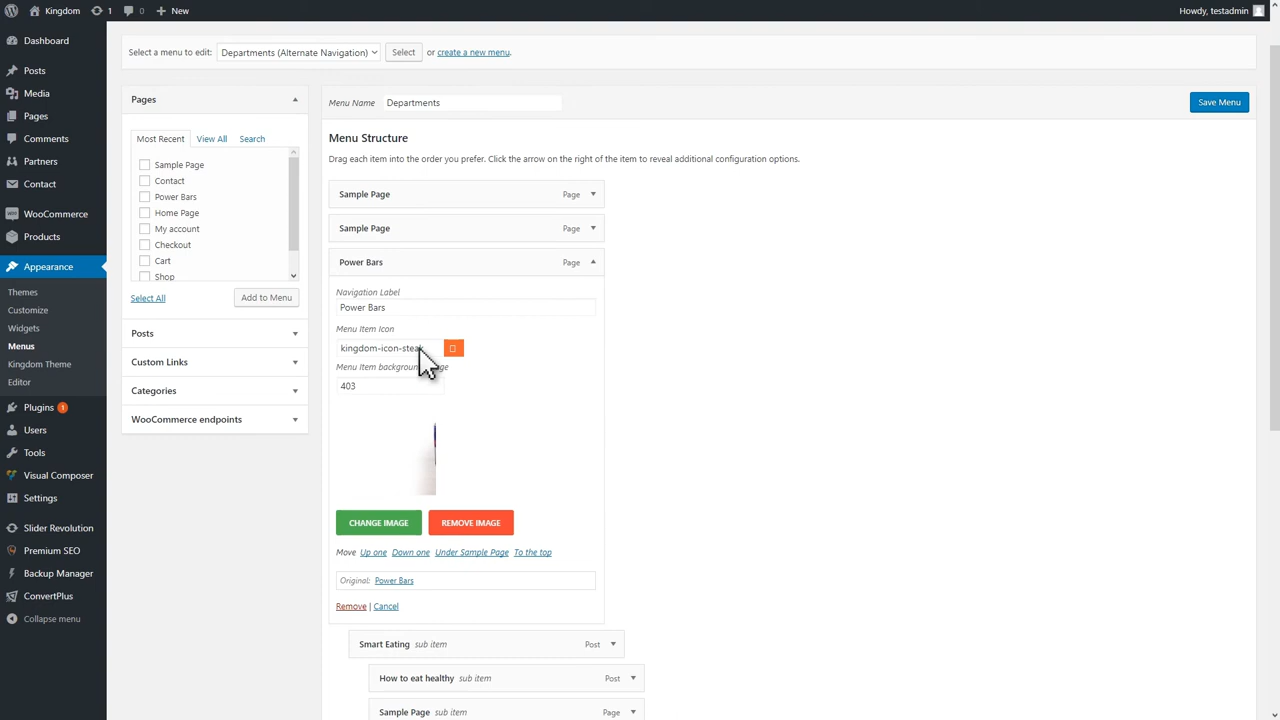 Kingdom 1 0 New Howdy, testadmin
Dashboard
Posts
Media
Pages
Comments
Partners
Contact
WooCommerce
Products
Appearance
Themes
Customize
Widgets
Menus
Kingdom Theme
Editor
Plugins 1
Users
Tools
Visual Composer
Settings
Slider Revolution
Premium SEO
Backup Manager
ConvertPlus
Collapse menu
Select a menu to edit: Departments (Alternate Navigation) Select or create a new menu.
Pages
Most Recent View All Search
Sample Page
Contact
Power Bars
Home Page
My account
Checkout
Cart
Shop
Select All Add to Menu
Posts
Custom Links
Categories
WooCommerce endpoints
Menu Name Departments Save Menu
Menu Structure
Drag each item into the order you prefer. Click the arrow on the right of the item to reveal additional configuration options.
Sample Page Page
Sample Page Page
Power Bars Page
Navigation Label
Power Bars
Menu Item Icon
kingdom-icon-steak
Menu Item background
403
CHANGE IMAGE REMOVE IMAGE
Move Up one Down one Under Sample Page To the top
Original: Power Bars
Remove | Cancel
Smart Eating sub item Post
How to eat healthy sub item Post
Sample Page sub item Page